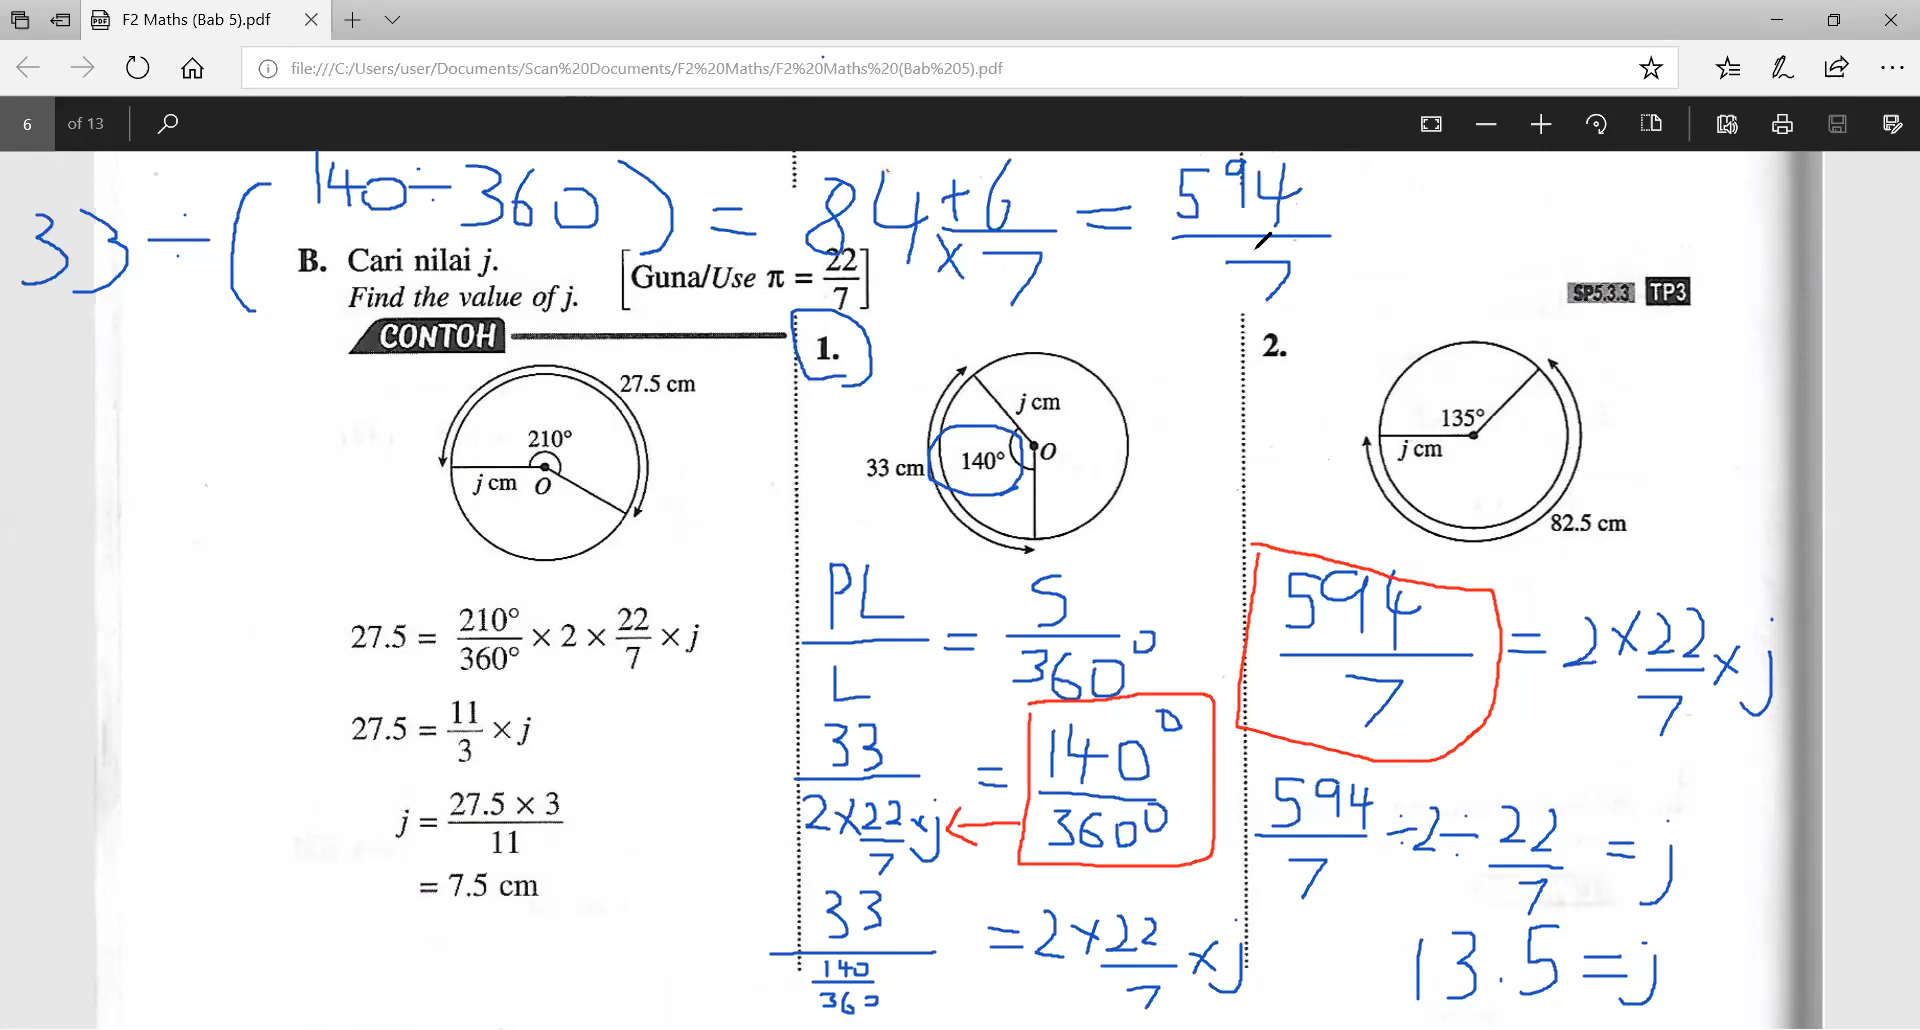 F2 Maths (Bab 5).pdf
file:///C:/Users/user/Documents/Scan%20Documents/F2%20Maths/F2%20Maths%20(Bab%205).pdf
6 of 13
33 ÷ (140 ÷ 360) = 84 + 6 × 7 = 594/7
B. Cari nilai j.
Find the value of j.
[Guna/Use π = 22/7]
SP5.3.3 TP3
CONTOH
27.5 cm
210°
j cm O
27.5 = 210°/360° × 2 × 22/7 × j
27.5 = 11/3 × j
j = 27.5 × 3/11
= 7.5 cm
1.
j cm
140° O
33 cm
PL/L = S/360°
33/2 × 22/7 × j = 140°/360°
33/140/360 = 2 × 22/7 × j
2.
135°
j cm
82.5 cm
594/7 = 2 × 22/7 × j
594/7 ÷ 2 ÷ 22/7 = j
13.5 = j